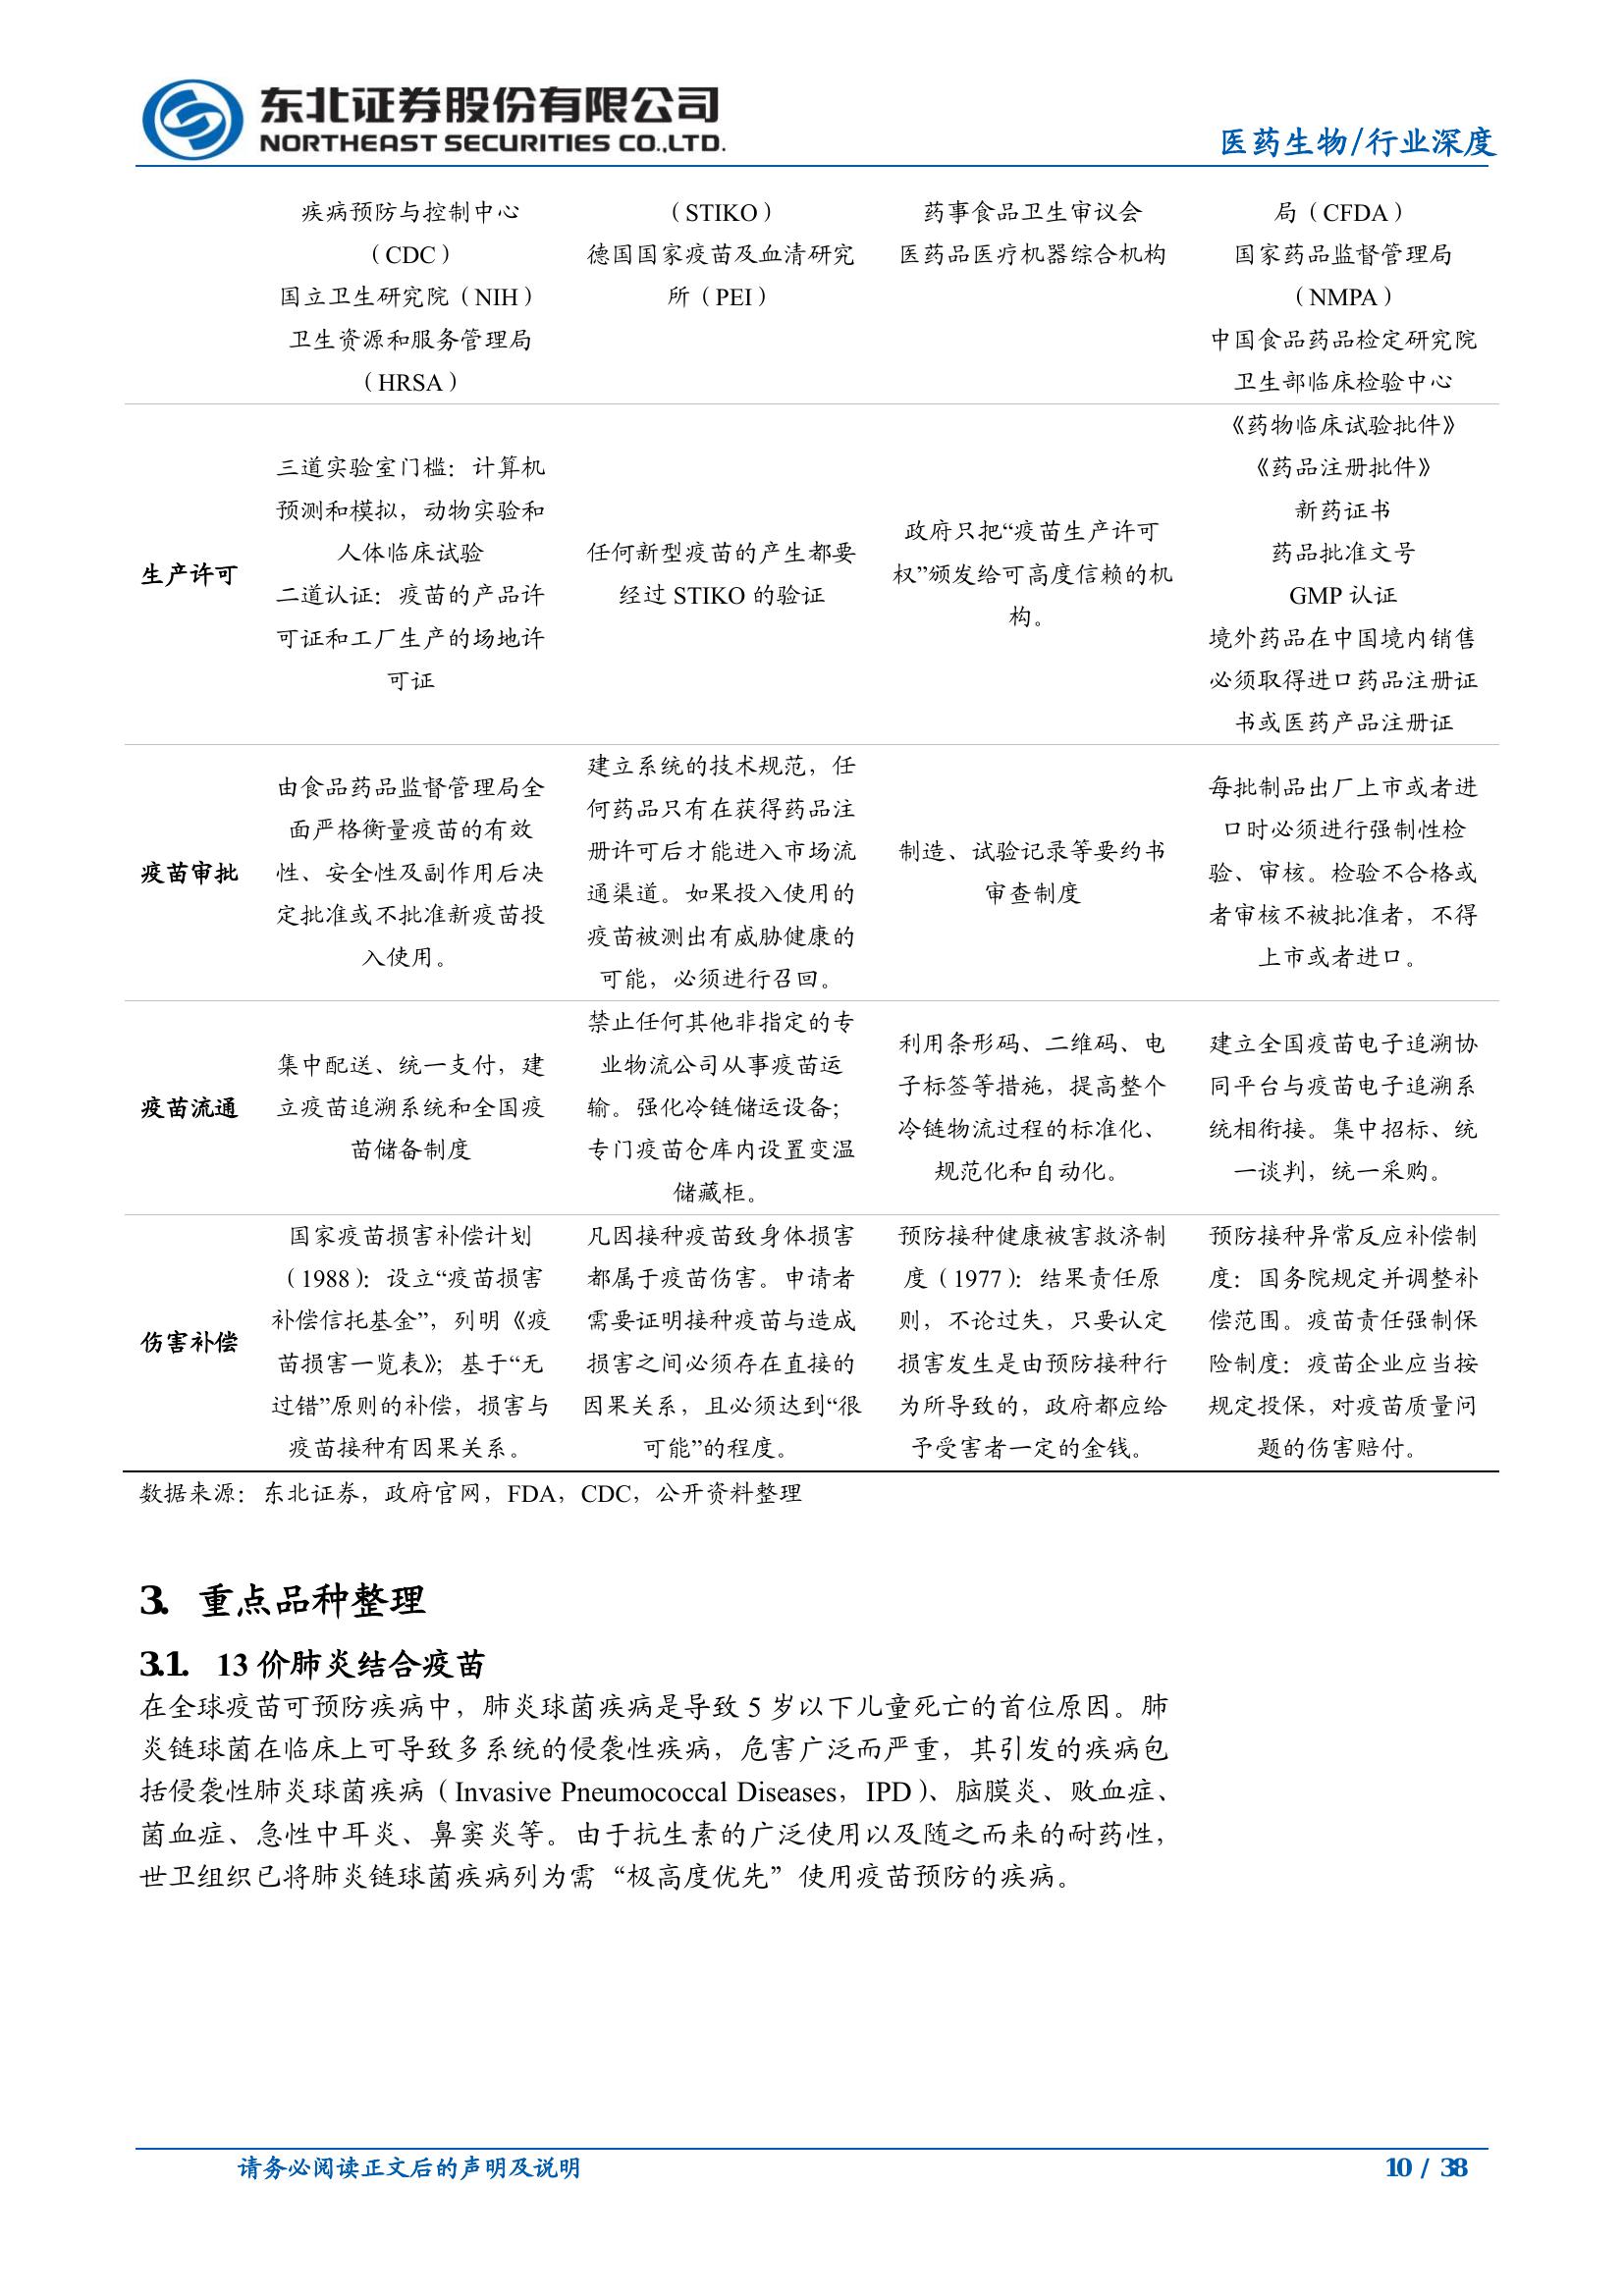 东北证券股份有限公司
NORTHEAST SECURITIES CO.,LTD.
医药生物/行业深度
疾病预防与控制中心
（CDC）
国立卫生研究院（NIH）
卫生资源和服务管理局
（HRSA）
（STIKO）
德国国家疫苗及血清研究
所（PEI）
药事食品卫生审议会
医药品医疗机器综合机构
局（CFDA）
国家药品监督管理局
（NMPA）
中国食品药品检定研究院
卫生部临床检验中心
生产许可
三道实验室门槛：计算机
预测和模拟，动物实验和
人体临床试验
二道认证：疫苗的产品许
可证和工厂生产的场地许
可证
任何新型疫苗的产生都要
经过 STIKO 的验证
政府只把“疫苗生产许可
权”颁发给可高度信赖的机
构。
《药物临床试验批件》
《药品注册批件》
新药证书
药品批准文号
GMP 认证
境外药品在中国境内销售
必须取得进口药品注册证
书或医药产品注册证
疫苗审批
由食品药品监督管理局全
面严格衡量疫苗的有效
性、安全性及副作用后决
定批准或不批准新疫苗投
入使用。
建立系统的技术规范，任
何药品只有在获得药品注
册许可后才能进入市场流
通渠道。如果投入使用的
疫苗被测出有威胁健康的
可能，必须进行召回。
制造、试验记录等要约书
审查制度
每批制品出厂上市或者进
口时必须进行强制性检
验、审核。检验不合格或
者审核不被批准者，不得
上市或者进口。
疫苗流通
集中配送、统一支付，建
立疫苗追溯系统和全国疫
苗储备制度
禁止任何其他非指定的专
业物流公司从事疫苗运
输。强化冷链储运设备；
专门疫苗仓库内设置变温
储藏柜。
利用条形码、二维码、电
子标签等措施，提高整个
冷链物流过程的标准化、
规范化和自动化。
建立全国疫苗电子追溯协
同平台与疫苗电子追溯系
统相衔接。集中招标、统
一谈判，统一采购。
伤害补偿
国家疫苗损害补偿计划
（1988）：设立“疫苗损害
补偿信托基金”，列明《疫
苗损害一览表》；基于“无
过错”原则的补偿，损害与
疫苗接种有因果关系。
凡因接种疫苗致身体损害
都属于疫苗伤害。申请者
需要证明接种疫苗与造成
损害之间必须存在直接的
因果关系，且必须达到“很
可能”的程度。
预防接种健康被害救济制
度（1977）：结果责任原
则，不论过失，只要认定
损害发生是由预防接种行
为所导致的，政府都应给
予受害者一定的金钱。
预防接种异常反应补偿制
度：国务院规定并调整补
偿范围。疫苗责任强制保
险制度：疫苗企业应当按
规定投保，对疫苗质量问
题的伤害赔付。
数据来源：东北证券，政府官网，FDA，CDC，公开资料整理
3. 重点品种整理
3.1. 13 价肺炎结合疫苗
在全球疫苗可预防疾病中，肺炎球菌疾病是导致 5 岁以下儿童死亡的首位原因。肺
炎链球菌在临床上可导致多系统的侵袭性疾病，危害广泛而严重，其引发的疾病包
括侵袭性肺炎球菌疾病（Invasive Pneumococcal Diseases，IPD）、脑膜炎、败血症、
菌血症、急性中耳炎、鼻窦炎等。由于抗生素的广泛使用以及随之而来的耐药性，
世卫组织已将肺炎链球菌疾病列为需“极高度优先”使用疫苗预防的疾病。
请务必阅读正文后的声明及说明
10 / 38